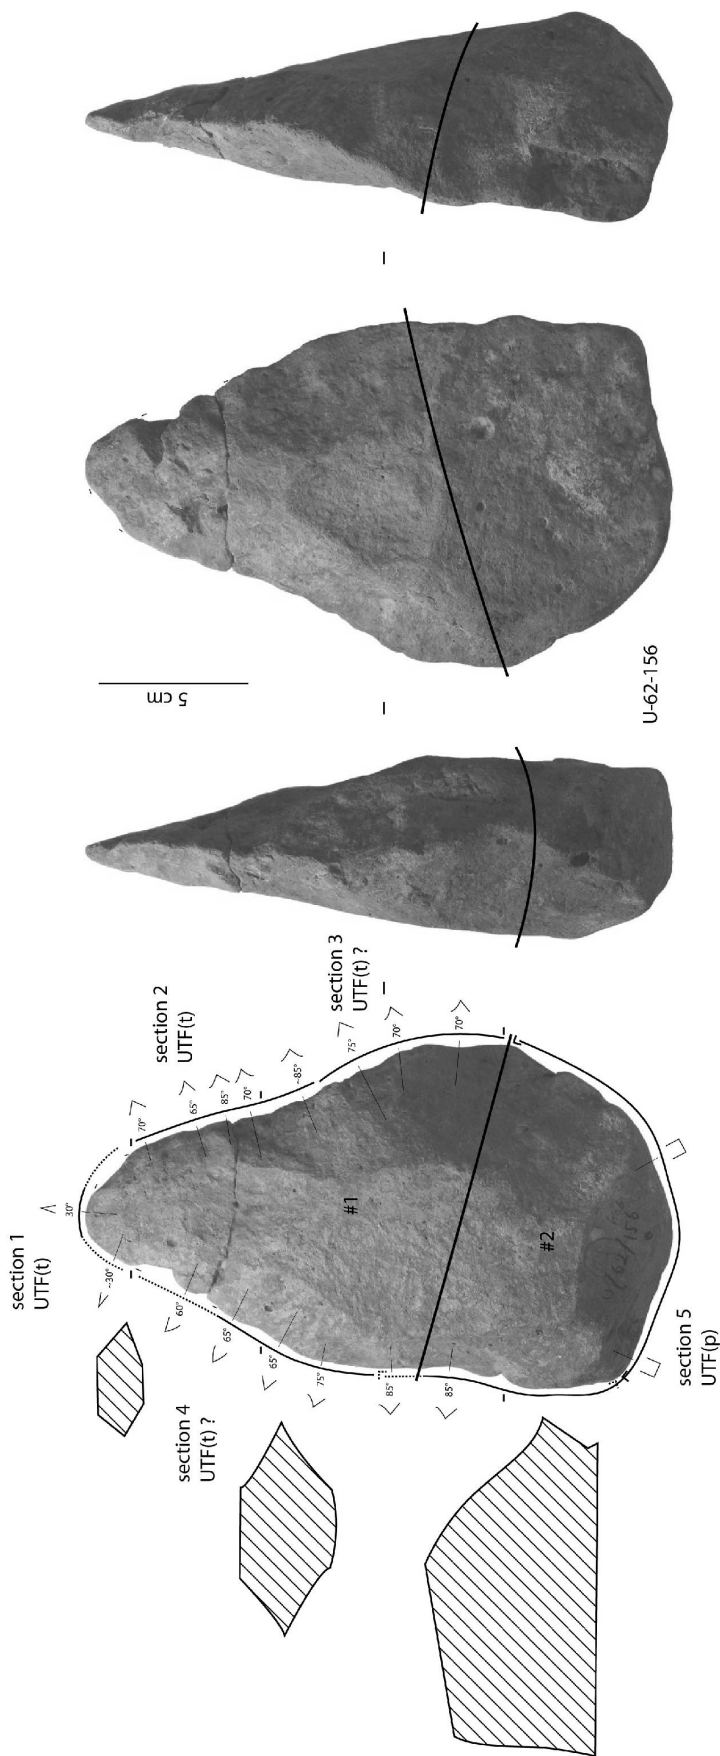 section 1
UTF(t)
section 2
UTF(t)
section 3
UTF(t) ?
section 4
UTF(t) ?
section 5
UTF(p)
30°
~30°
70°
65°
85°
70°
~85°
75°
70°
70°
60°
65°
65°
75°
85°
85°
#1
#2
5 cm
U-62-156